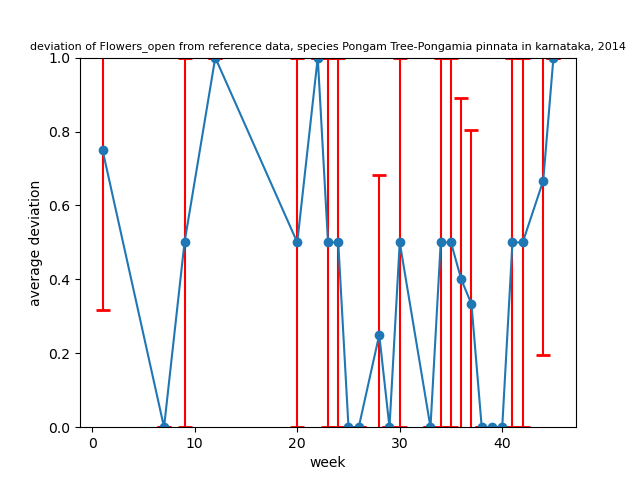 deviation of Flowers_open from reference data, species Pongam Tree-Pongamia pinnata in karnataka, 2014
1.0
0.8
0.6
0.4
0.2
0.0
average deviation
0 10 20 30 40
week